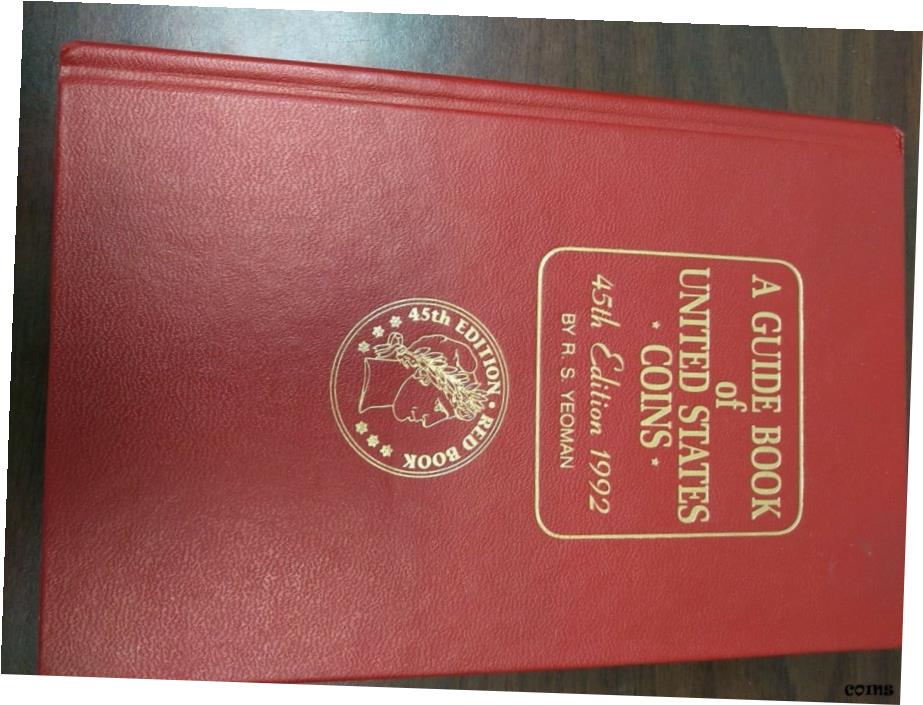 A GUIDE BOOK
of
UNITED STATES
• COINS •
45th Edition 1992
BY R. S. YEOMAN
45th EDITION • RED BOOK
coins